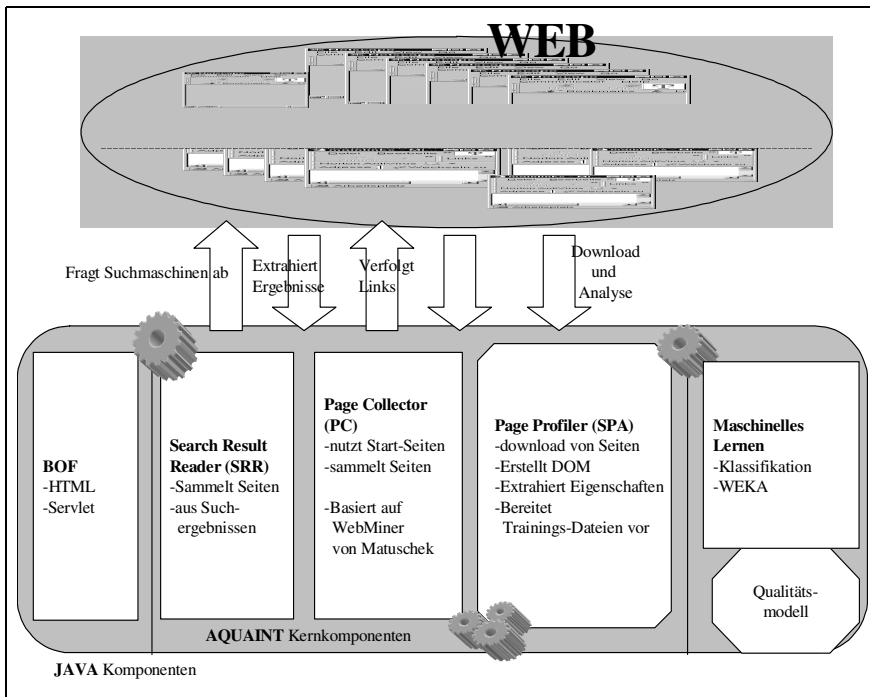 WEB
Fragt Suchmaschinen ab
Extrahiert
Ergebnisse
Verfolgt
Links
Download
und
Analyse
BOF
-HTML
-Servlet
Search Result
Reader (SRR)
-Sammelt Seiten
-aus Such-
ergebnissen
Page Collector
(PC)
-nutzt Start-Seiten
-sammelt Seiten
-Basiert auf
WebMiner
von Matuschek
Page Profiler (SPA)
-download von Seiten
-Erstellt DOM
-Extrahiert Eigenschaften
-Bereitet
Trainings-Dateien vor
Maschinelles
Lernen
-Klassifikation
-WEKA
Qualitäts-
modell
AQUAINT Kernkomponenten
JAVA Komponenten